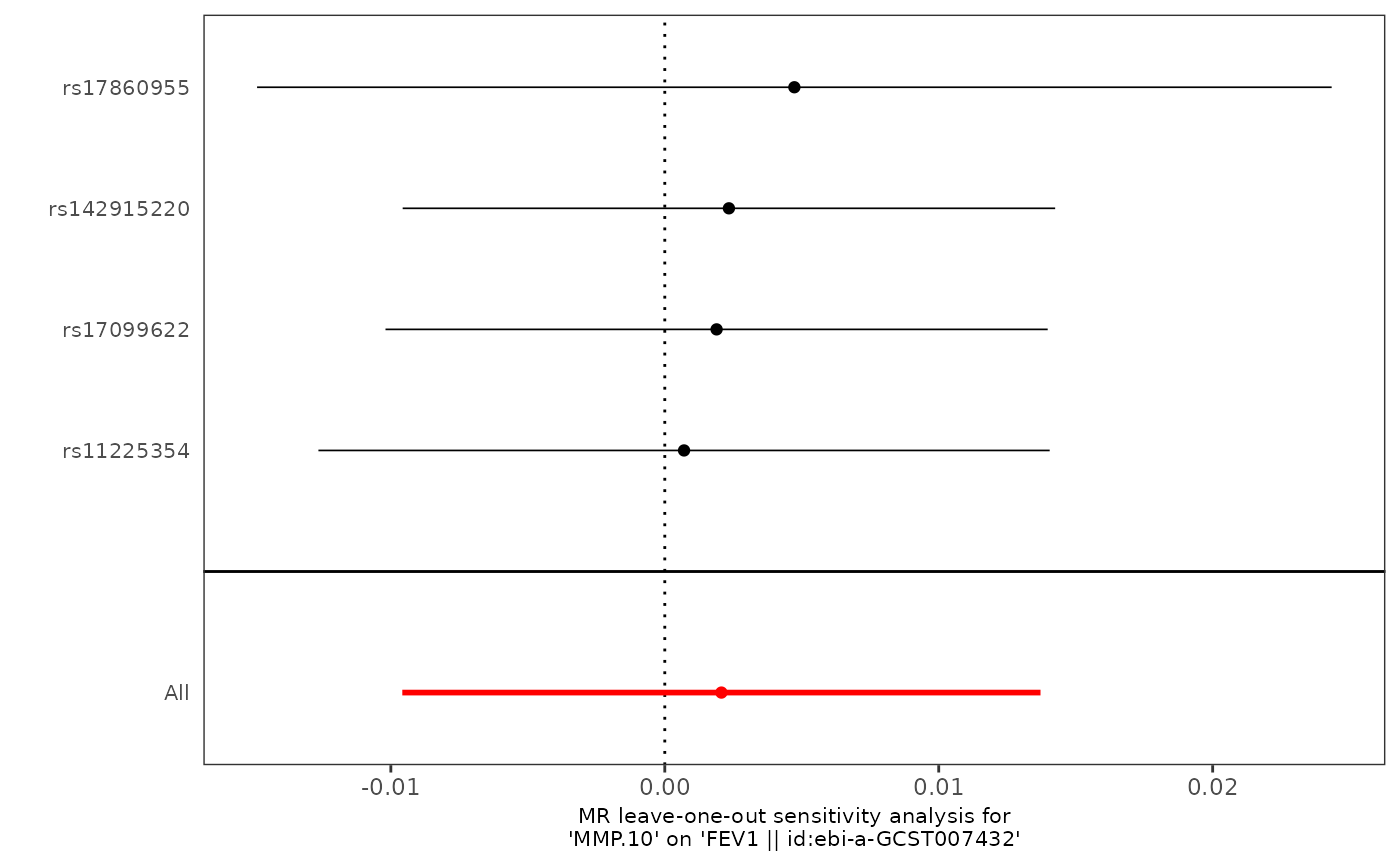 rs17860955
rs142915220
rs17099622
rs11225354
All
-0.01 0.00 0.01 0.02
MR leave-one-out sensitivity analysis for
'MMP.10' on 'FEV1 || id:ebi-a-GCST007432'